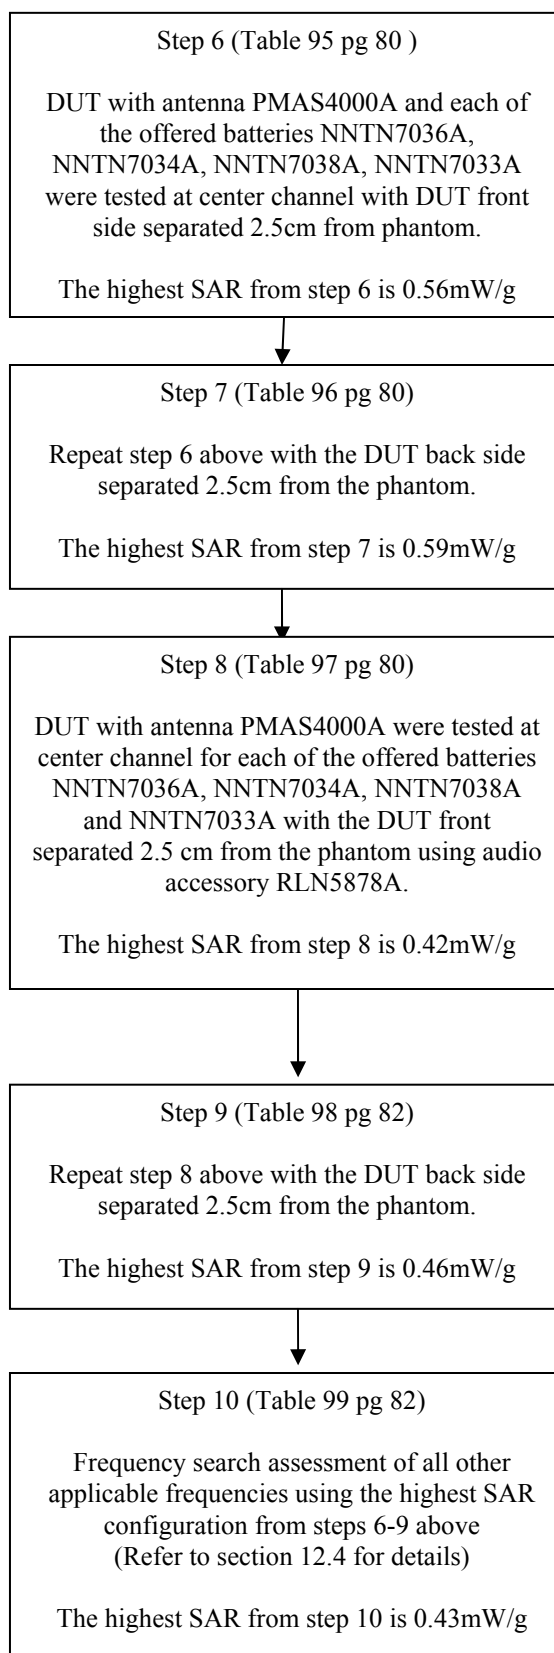 Step 6 (Table 95 pg 80 )
DUT with antenna PMAS4000A and each of
the offered batteries NNTN7036A,
NNTN7034A, NNTN7038A, NNTN7033A
were tested at center channel with DUT front
side separated 2.5cm from phantom.
The highest SAR from step 6 is 0.56mW/g
Step 7 (Table 96 pg 80)
Repeat step 6 above with the DUT back side
separated 2.5cm from the phantom.
The highest SAR from step 7 is 0.59mW/g
Step 8 (Table 97 pg 80)
DUT with antenna PMAS4000A were tested at
center channel for each of the offered batteries
NNTN7036A, NNTN7034A, NNTN7038A
and NNTN7033A with the DUT front
separated 2.5 cm from the phantom using audio
accessory RLN5878A.
The highest SAR from step 8 is 0.42mW/g
Step 9 (Table 98 pg 82)
Repeat step 8 above with the DUT back side
separated 2.5cm from the phantom.
The highest SAR from step 9 is 0.46mW/g
Step 10 (Table 99 pg 82)
Frequency search assessment of all other
applicable frequencies using the highest SAR
configuration from steps 6-9 above
(Refer to section 12.4 for details)
The highest SAR from step 10 is 0.43mW/g